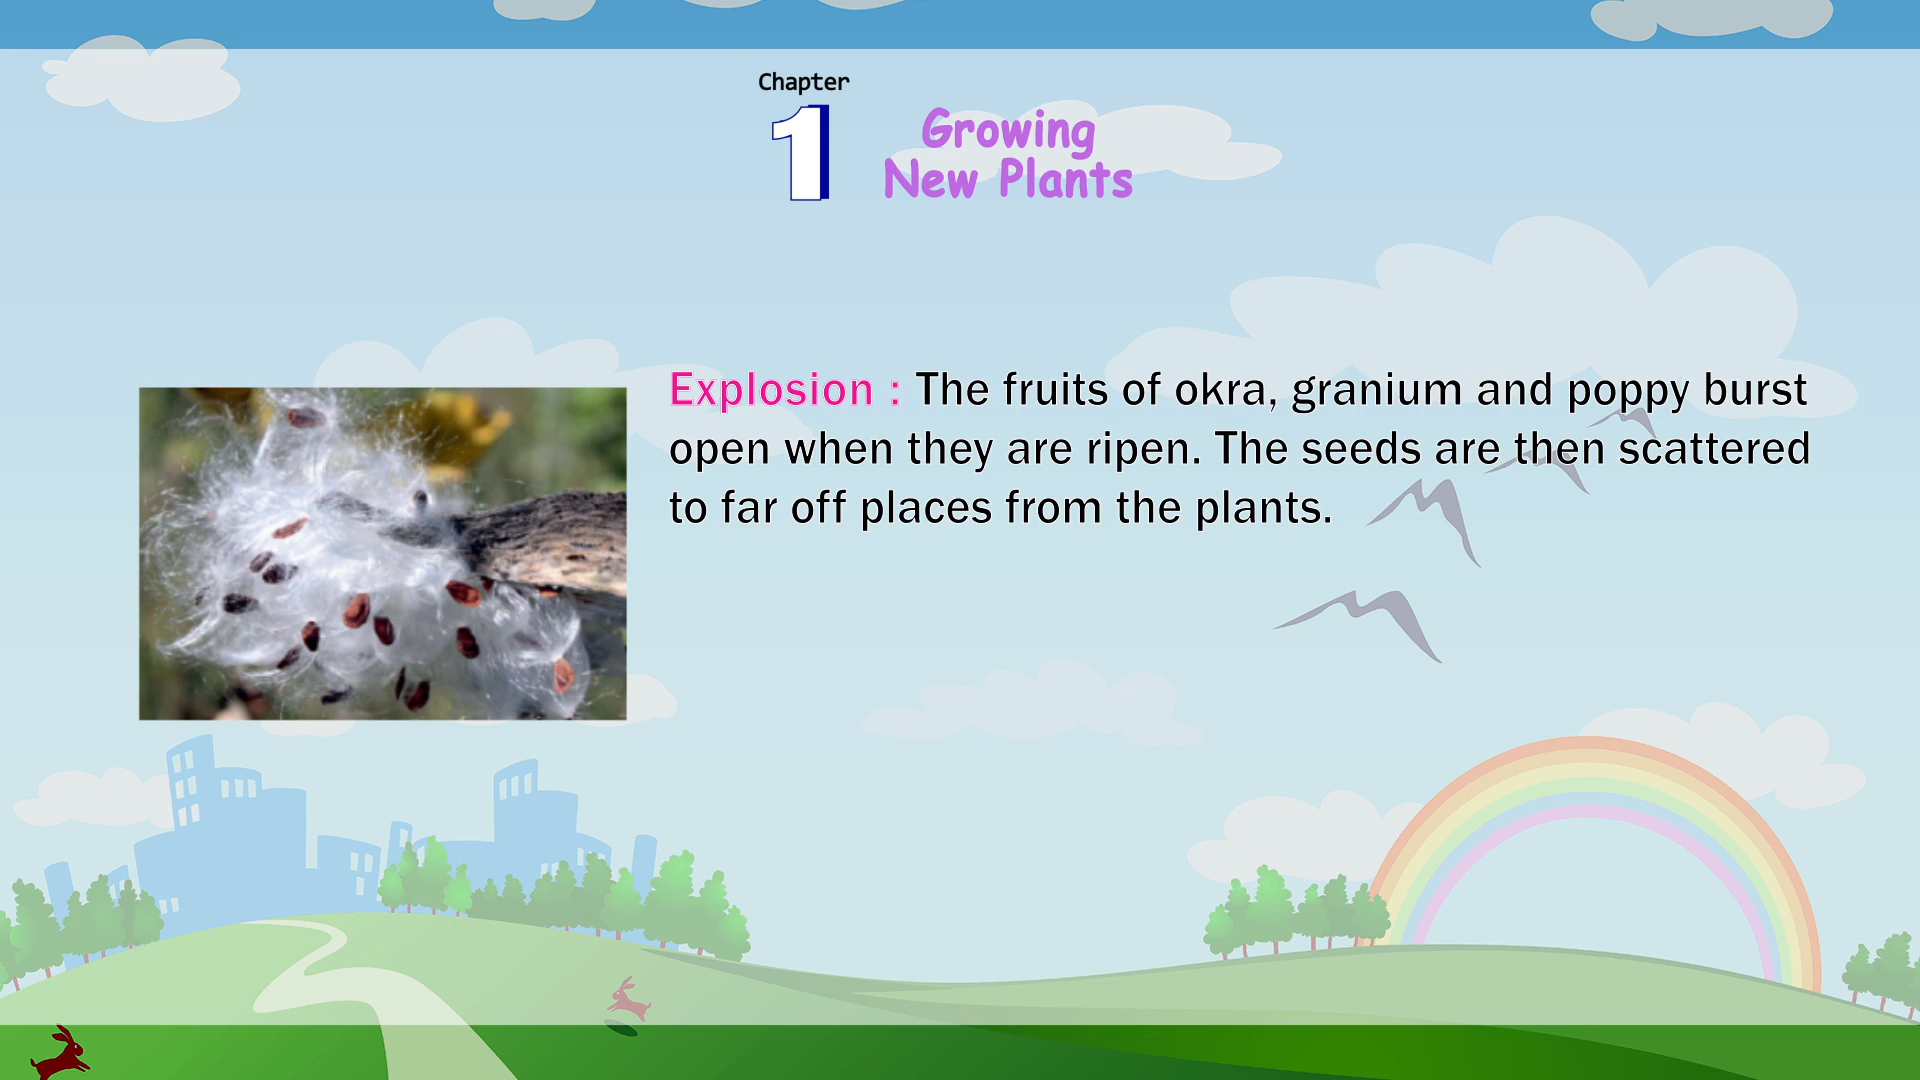 Chapter
1
Growing
New Plants
Explosion : The fruits of okra, granium and poppy burst
open when they are ripen. The seeds are then scattered
to far off places from the plants.